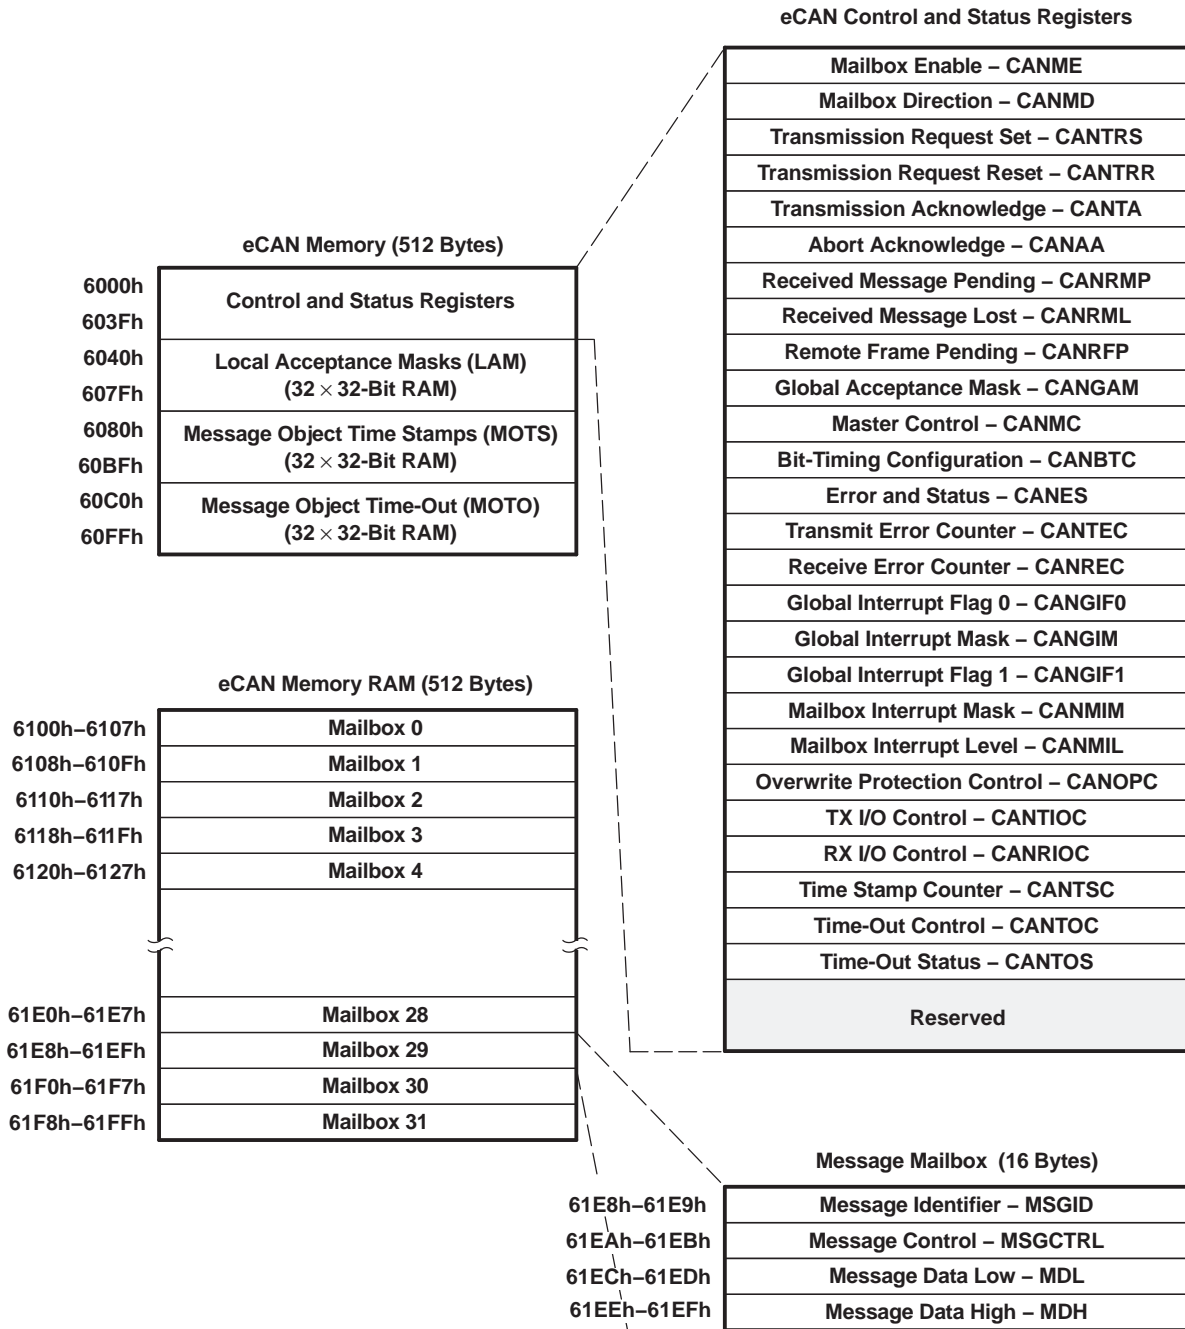 eCAN Control and Status Registers
Mailbox Enable – CANME
Mailbox Direction – CANMD
Transmission Request Set – CANTRS
Transmission Request Reset – CANTRR
Transmission Acknowledge – CANTA
Abort Acknowledge – CANAA
Received Message Pending – CANRMP
Received Message Lost – CANRML
Remote Frame Pending – CANRFP
Global Acceptance Mask – CANGAM
Master Control – CANMC
Bit-Timing Configuration – CANBTC
Error and Status – CANES
Transmit Error Counter – CANTEC
Receive Error Counter – CANREC
Global Interrupt Flag 0 – CANGIF0
Global Interrupt Mask – CANGIM
Global Interrupt Flag 1 – CANGIF1
Mailbox Interrupt Mask – CANMIM
Mailbox Interrupt Level – CANMIL
Overwrite Protection Control – CANOPC
TX I/O Control – CANTIOC
RX I/O Control – CANRIOC
Time Stamp Counter – CANTSC
Time-Out Control – CANTOC
Time-Out Status – CANTOS
Reserved
eCAN Memory (512 Bytes)
6000h
Control and Status Registers
603Fh
6040h
Local Acceptance Masks (LAM)
(32 × 32-Bit RAM)
607Fh
6080h
Message Object Time Stamps (MOTS)
(32 × 32-Bit RAM)
60BFh
60C0h
Message Object Time-Out (MOTO)
(32 × 32-Bit RAM)
60FFh
eCAN Memory RAM (512 Bytes)
6100h–6107h Mailbox 0
6108h–610Fh Mailbox 1
6110h–6117h Mailbox 2
6118h–611Fh Mailbox 3
6120h–6127h Mailbox 4
61E0h–61E7h Mailbox 28
61E8h–61EFh Mailbox 29
61F0h–61F7h Mailbox 30
61F8h–61FFh Mailbox 31
Message Mailbox (16 Bytes)
61E8h–61E9h Message Identifier – MSGID
61EAh–61EBh Message Control – MSGCTRL
61ECh–61EDh Message Data Low – MDL
61EEh–61EFh Message Data High – MDH